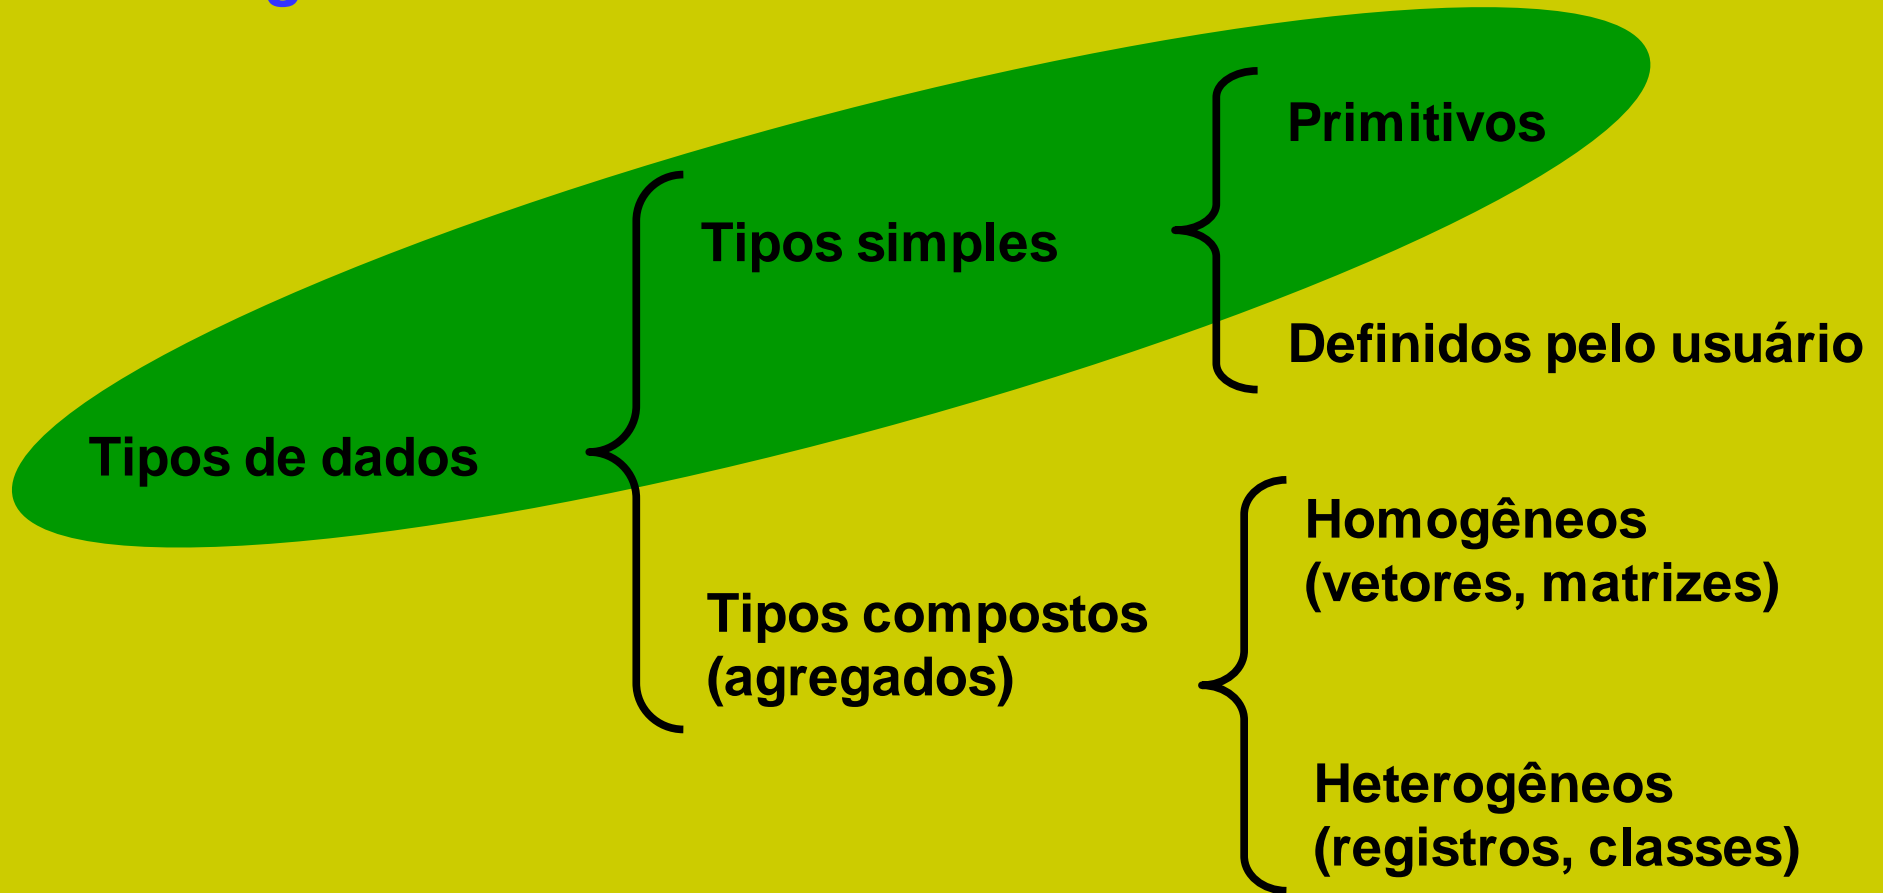 Primitivos
Tipos simples
Definidos pelo usuário
Tipos de dados
Homogêneos
(vetores, matrizes)
Tipos compostos
(agregados)
Heterogêneos
(registros, classes)